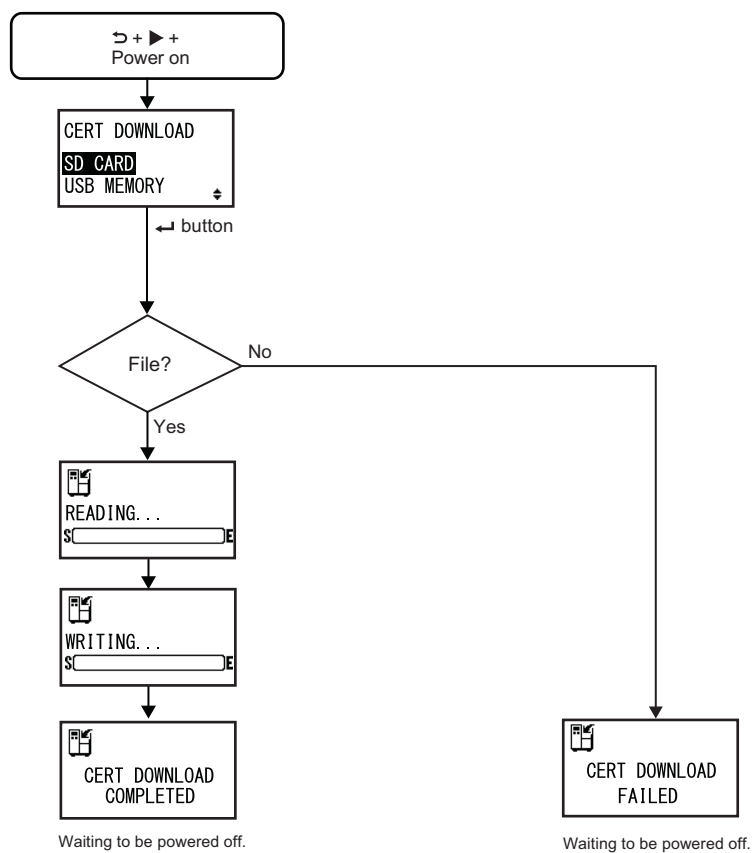 ⮌ + ▶ +
Power on
CERT DOWNLOAD
SD CARD
USB MEMORY
↵ button
File?
No
Yes
READING...
S E
WRITING...
S E
CERT DOWNLOAD
COMPLETED
Waiting to be powered off.
CERT DOWNLOAD
FAILED
Waiting to be powered off.